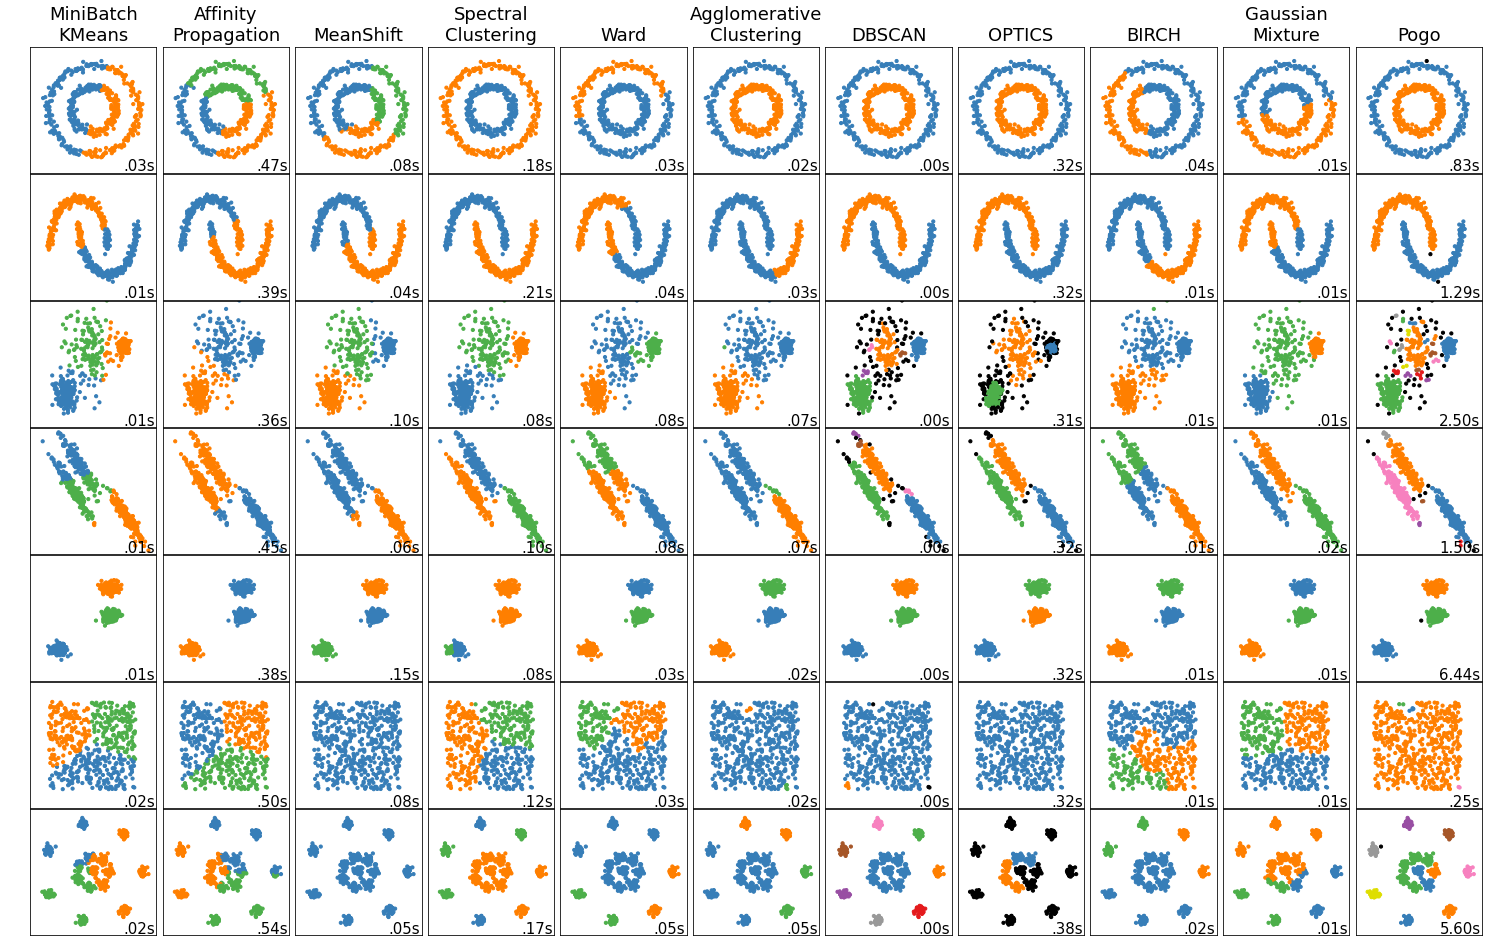 MiniBatch
KMeans
Affinity
Propagation
MeanShift
Spectral
Clustering
Ward
Agglomerative
Clustering
DBSCAN
OPTICS
BIRCH
Gaussian
Mixture
Pogo
.03s .47s .08s .18s .03s .02s .00s .32s .04s .01s .83s
.01s .39s .04s .21s .04s .03s .00s .32s .01s .01s 1.29s
.01s .36s .10s .08s .08s .07s .00s .31s .01s .01s 2.50s
.01s .45s .06s .10s .08s .07s .00s .32s .01s .02s 1.50s
.01s .38s .15s .08s .03s .02s .00s .32s .01s .01s 6.44s
.02s .50s .08s .12s .03s .02s .00s .32s .01s .01s .25s
.02s .54s .05s .17s .05s .05s .00s .38s .02s .01s 5.60s